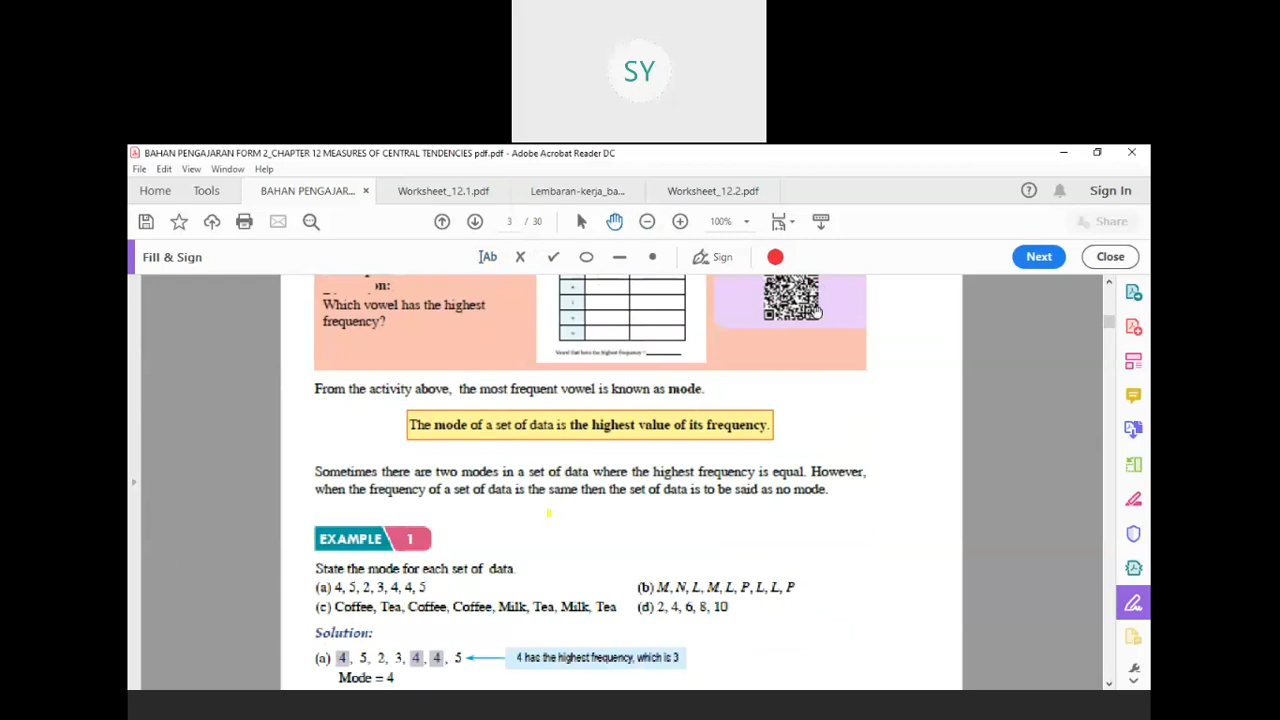 SY
BAHAN PENGAJARAN FORM 2_CHAPTER 12 MEASURES OF CENTRAL TENDENCIES pdf.pdf - Adobe Acrobat Reader DC
File Edit View Window Help
Home Tools BAHAN PENGAJAR... × Worksheet_12.1.pdf Lembaran-kerja_ba... Worksheet_12.2.pdf Sign In
3 / 30 100% Share
Fill & Sign Ab Sign Next Close
n:
Which vowel has the highest
frequency?
Vowel that have the highest frequency =
From the activity above, the most frequent vowel is known as mode.
The mode of a set of data is the highest value of its frequency.
Sometimes there are two modes in a set of data where the highest frequency is equal. However,
when the frequency of a set of data is the same then the set of data is to be said as no mode.
EXAMPLE 1
State the mode for each set of data.
(a) 4, 5, 2, 3, 4, 4, 5 (b) M, N, L, M, L, P, L, L, P
(c) Coffee, Tea, Coffee, Coffee, Milk, Tea, Milk, Tea (d) 2, 4, 6, 8, 10
Solution:
(a) 4, 5, 2, 3, 4, 4, 5 4 has the highest frequency, which is 3
Mode = 4